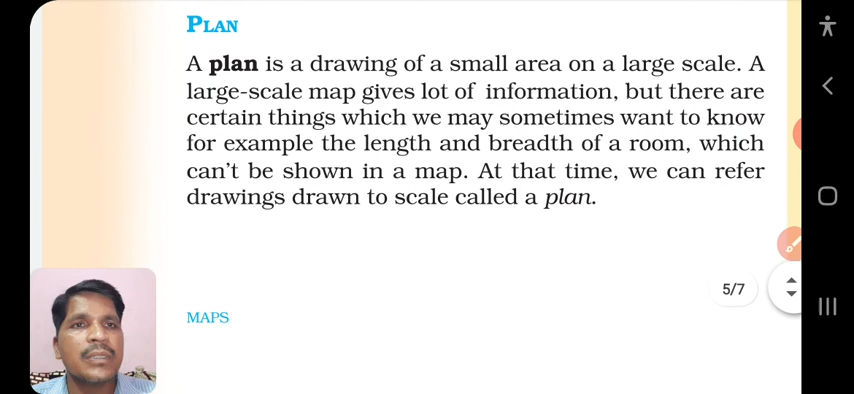 PLAN
A plan is a drawing of a small area on a large scale. A
large-scale map gives lot of information, but there are
certain things which we may sometimes want to know
for example the length and breadth of a room, which
can't be shown in a map. At that time, we can refer
drawings drawn to scale called a plan.
5/7
MAPS